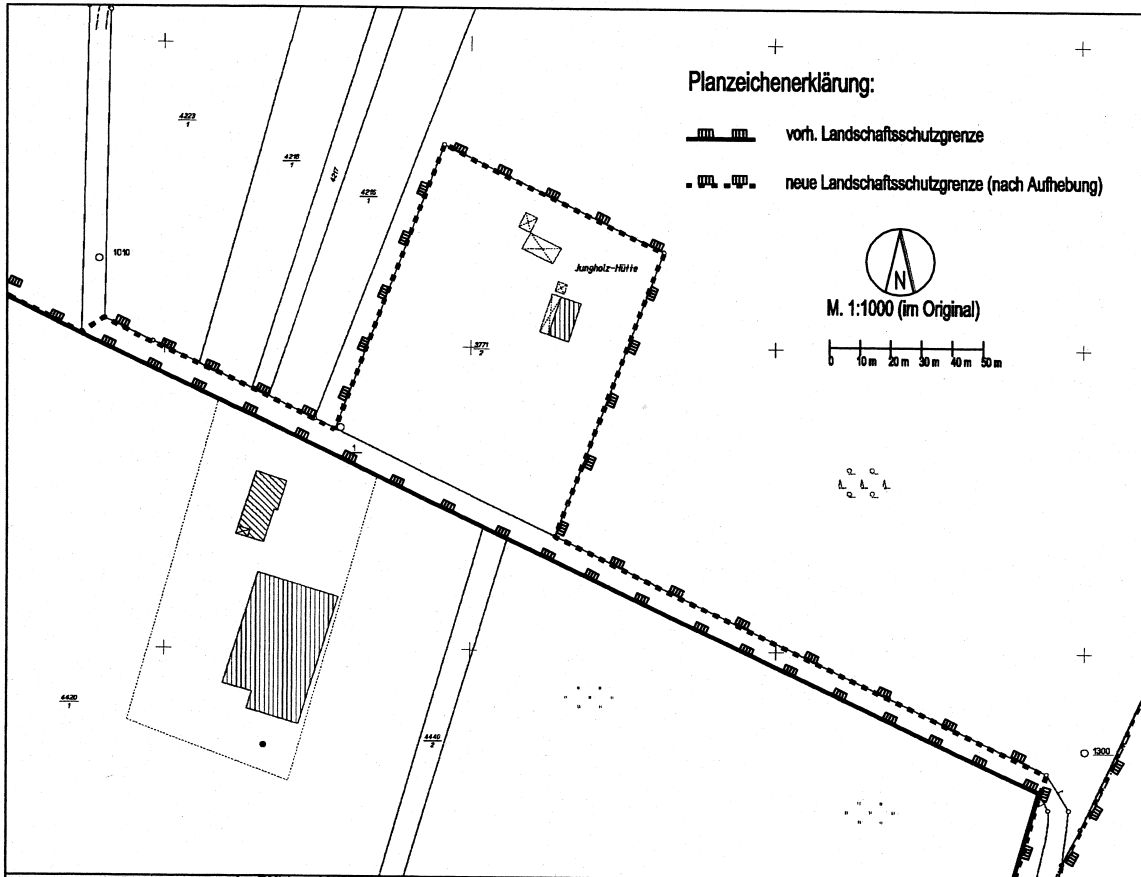 Planzeichenerklärung:
vorh. Landschaftsschutzgrenze
neue Landschaftsschutzgrenze (nach Aufhebung)
N
M. 1:1000 (im Original)
0 10 m 20 m 30 m 40 m 50 m
4223
1
4218
1
4217
4216
1
1010
Jungholz-Hütte
3771
2
1
4420
1
4440
2
1300